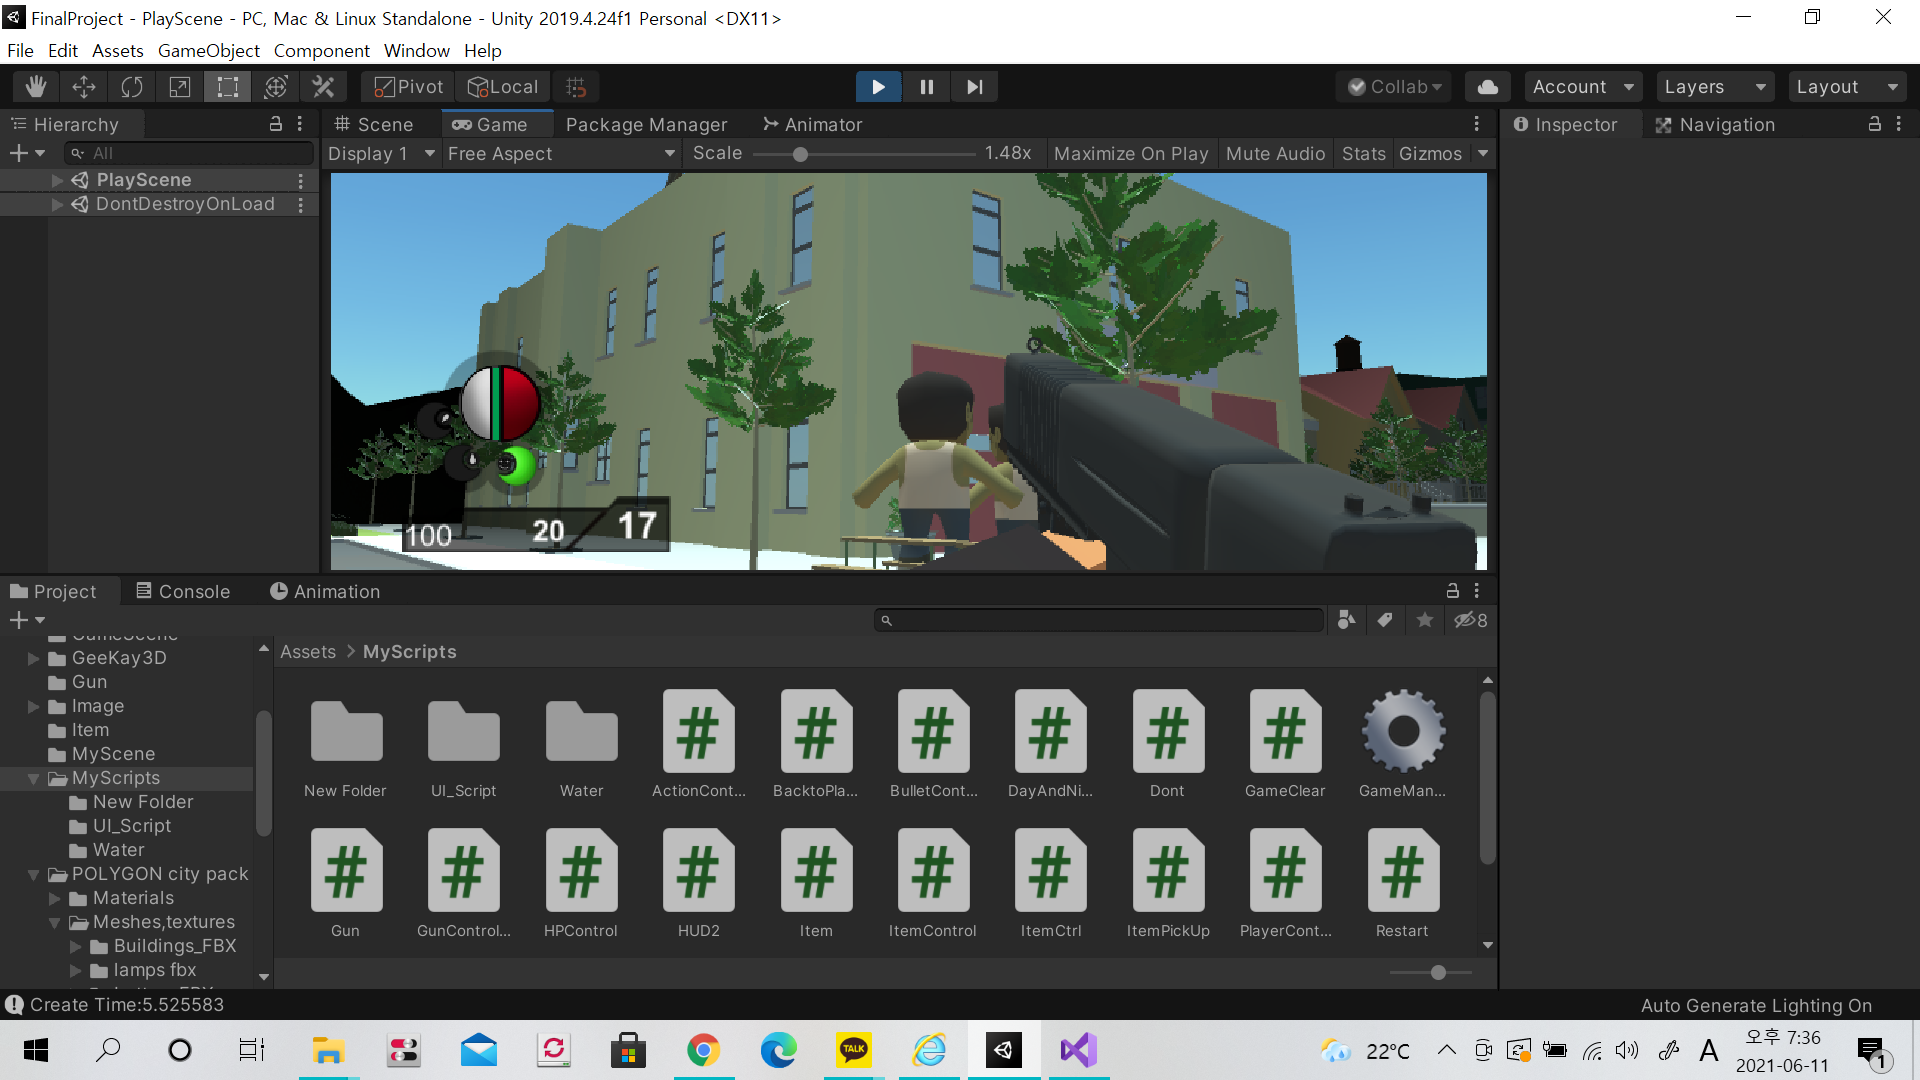 FinalProject - PlayScene - PC, Mac & Linux Standalone - Unity 2019.4.24f1 Personal <DX11>
File Edit Assets GameObject Component Window Help
Pivot Local Collab Account Layers Layout
Hierarchy Scene Game Package Manager Animator Inspector Navigation
All Display 1 Free Aspect Scale 1.48x Maximize On Play Mute Audio Stats Gizmos
PlayScene
DontDestroyOnLoad
100 20 17
Project Console Animation
8
GameScene
GeeKay3D
Gun
Image
Item
MyScene
MyScripts
New Folder
UI_Script
Water
POLYGON city pack
Materials
Meshes,textures
Buildings_FBX
lamps fbx
Assets > MyScripts
New Folder UI_Script Water ActionCont... BacktoPla... BulletCont... DayAndNi... Dont GameClear GameMan...
Gun GunControl... HPControl HUD2 Item ItemControl ItemCtrl ItemPickUp PlayerCont... Restart
Create Time:5.525583
Auto Generate Lighting On
TALK
22°C
A
오후 7:36
2021-06-11
1